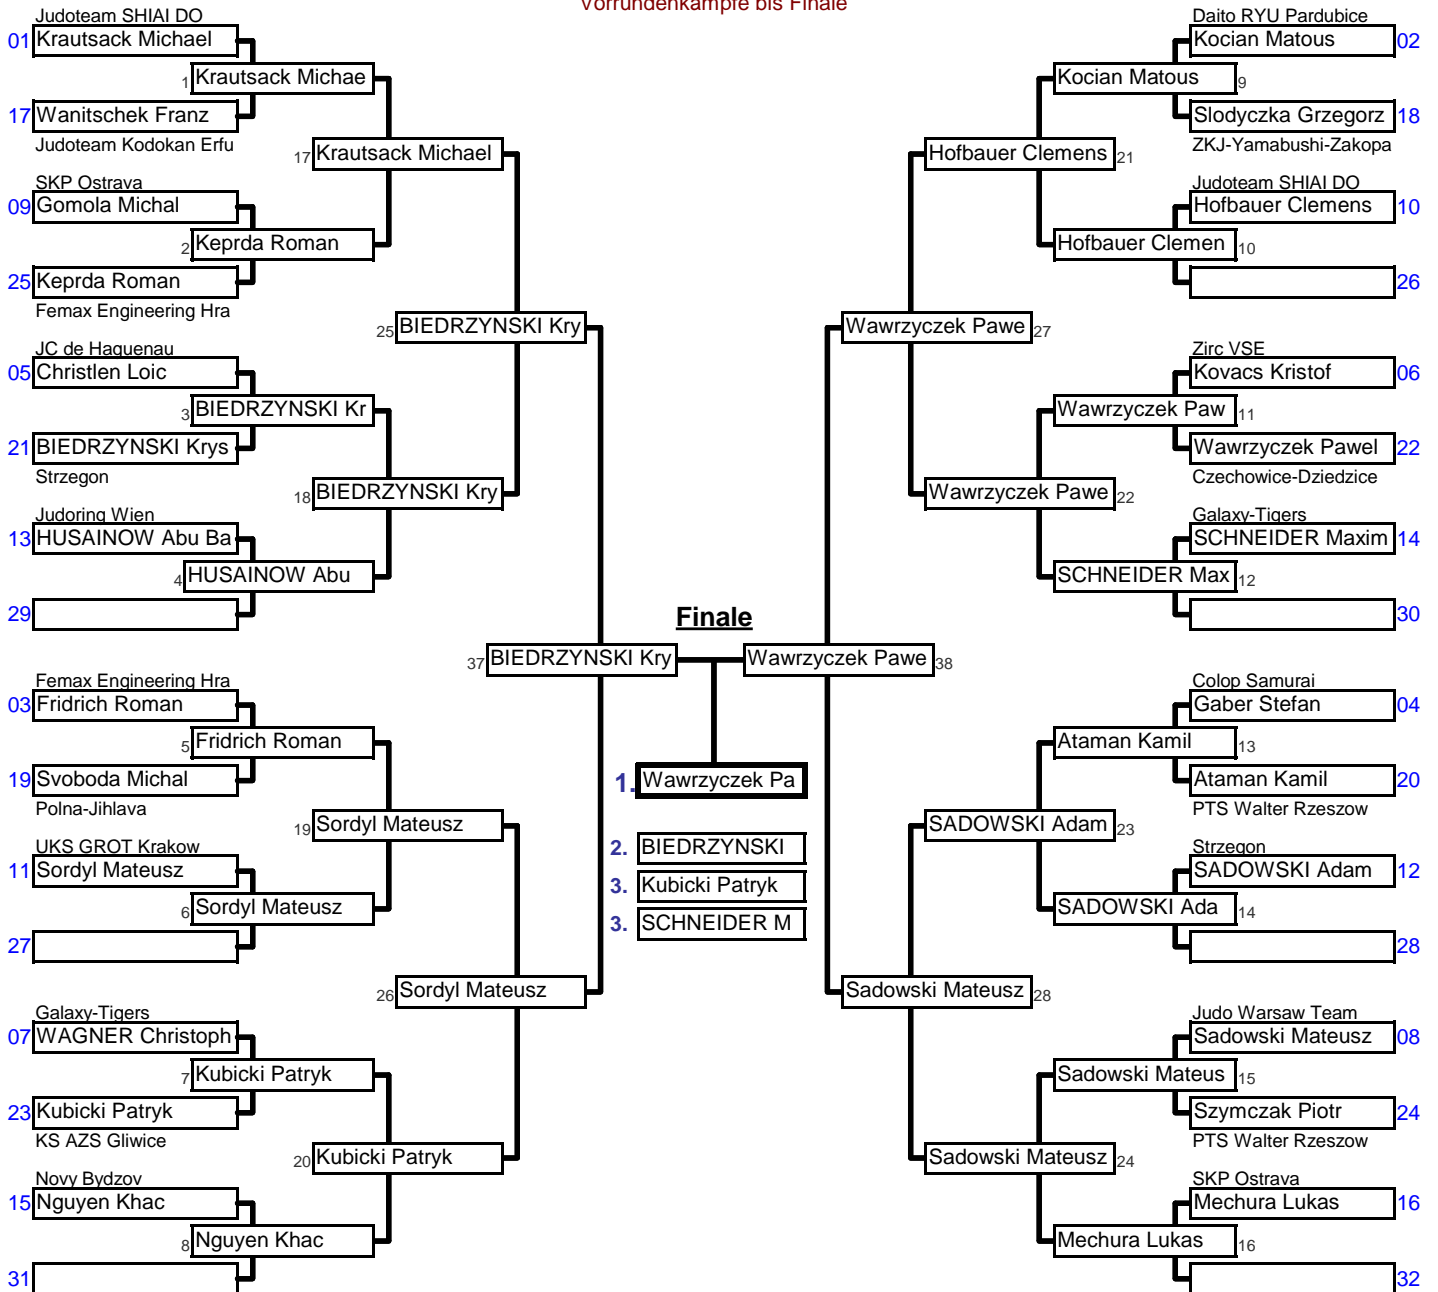 Vorrundenkämpfe bis Finale
Judoteam SHIAI DO
01 Krautsack Michael
1 Krautsack Michae
17 Wanitschek Franz
Judoteam Kodokan Erfu
17 Krautsack Michael
SKP Ostrava
09 Gomola Michal
2 Keprda Roman
25 Keprda Roman
Femax Engineering Hra
25 BIEDRZYNSKI Kry
JC de Haguenau
05 Christlen Loic
3 BIEDRZYNSKI Kr
21 BIEDRZYNSKI Krys
Strzegon
18 BIEDRZYNSKI Kry
Judoring Wien
13 HUSAINOW Abu Ba
4 HUSAINOW Abu
29
Finale
37 BIEDRZYNSKI Kry
Wawrzyczek Pawe 38
Femax Engineering Hra
03 Fridrich Roman
5 Fridrich Roman
19 Svoboda Michal
Polna-Jihlava
19 Sordyl Mateusz
UKS GROT Krakow
11 Sordyl Mateusz
6 Sordyl Mateusz
27
26 Sordyl Mateusz
Galaxy-Tigers
07 WAGNER Christoph
7 Kubicki Patryk
23 Kubicki Patryk
KS AZS Gliwice
20 Kubicki Patryk
Novy Bydzov
15 Nguyen Khac
8 Nguyen Khac
31
1. Wawrzyczek Pa
2. BIEDRZYNSKI
3. Kubicki Patryk
3. SCHNEIDER M
Daito RYU Pardubice
Kocian Matous 02
Kocian Matous 9
Slodyczka Grzegorz 18
ZKJ-Yamabushi-Zakopa
Hofbauer Clemens 21
Judoteam SHIAI DO
Hofbauer Clemens 10
Hofbauer Clemen 10
26
Wawrzyczek Pawe 27
Zirc VSE
Kovacs Kristof 06
Wawrzyczek Paw 11
Wawrzyczek Pawel 22
Czechowice-Dziedzice
Wawrzyczek Pawe 22
Galaxy-Tigers
SCHNEIDER Maxim 14
SCHNEIDER Max 12
30
Colop Samurai
Gaber Stefan 04
Ataman Kamil 13
Ataman Kamil 20
PTS Walter Rzeszow
SADOWSKI Adam 23
Strzegon
SADOWSKI Adam 12
SADOWSKI Ada 14
28
Sadowski Mateusz 28
Judo Warsaw Team
Sadowski Mateusz 08
Sadowski Mateus 15
Szymczak Piotr 24
PTS Walter Rzeszow
Sadowski Mateusz 24
SKP Ostrava
Mechura Lukas 16
Mechura Lukas 16
32